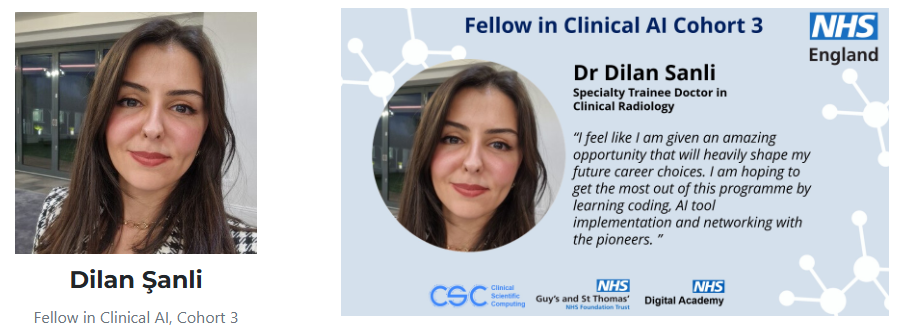 Dilan Şanli
Fellow in Clinical AI, Cohort 3
Fellow in Clinical AI Cohort 3
NHS
England
Dr Dilan Sanli
Specialty Trainee Doctor in
Clinical Radiology
“I feel like I am given an amazing
opportunity that will heavily shape my
future career choices. I am hoping to
get the most out of this programme by
learning coding, AI tool
implementation and networking with
the pioneers. ”
CSC
Clinical
Scientific
Computing
NHS
Guy's and St Thomas'
NHS Foundation Trust
NHS
Digital Academy